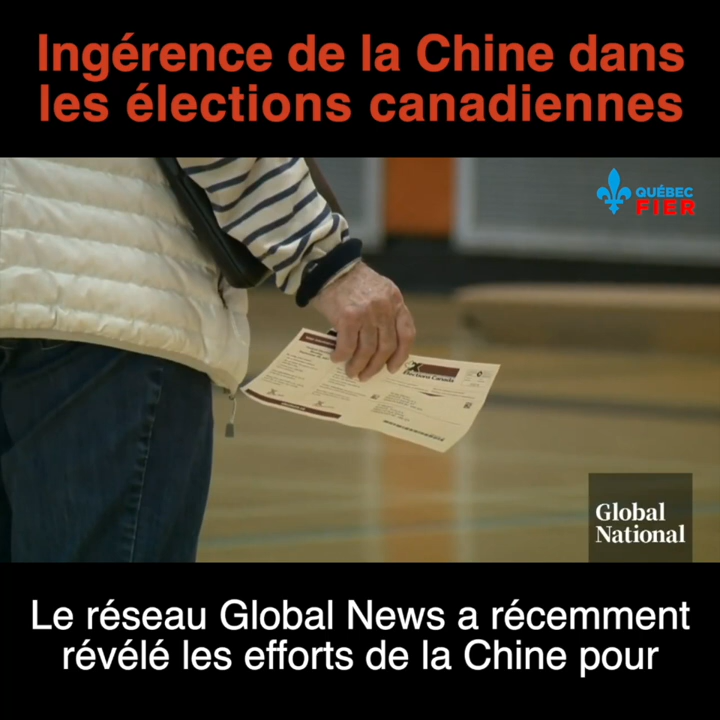 Ingérence de la Chine dans
les élections canadiennes
QUÉBEC
FIER
Elections Canada
Global
National
Le réseau Global News a récemment
révélé les efforts de la Chine pour